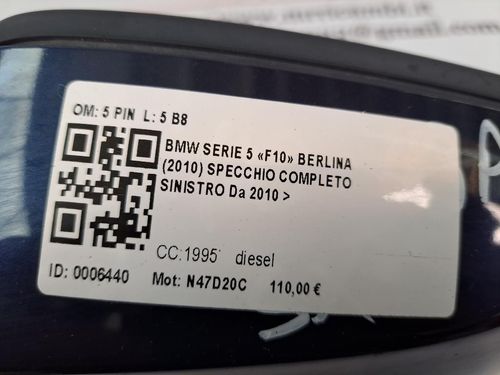 OM: 5 PIN L: 5 B8
BMW SERIE 5 «F10» BERLINA
(2010) SPECCHIO COMPLETO
SINISTRO Da 2010 >
CC:1995 diesel
ID: 0006440 Mot: N47D20C 110,00 €